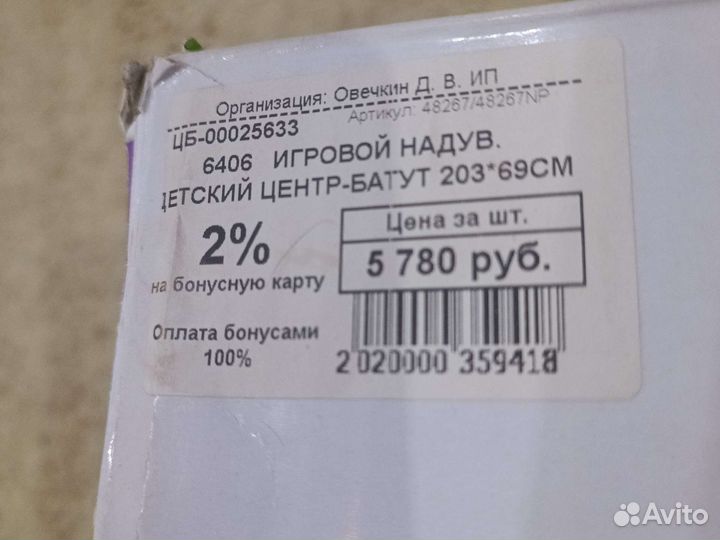 Организация: Овечкин Д. В. ИП
Артикул: 48267/48267NP
ЦБ-00025633
6406 ИГРОВОЙ НАДУВ.
ДЕТСКИЙ ЦЕНТР-БАТУТ 203*69СМ
2%
на бонусную карту
Оплата бонусами
100%
Цена за шт.
5 780 руб.
2 020000 359418
Avito